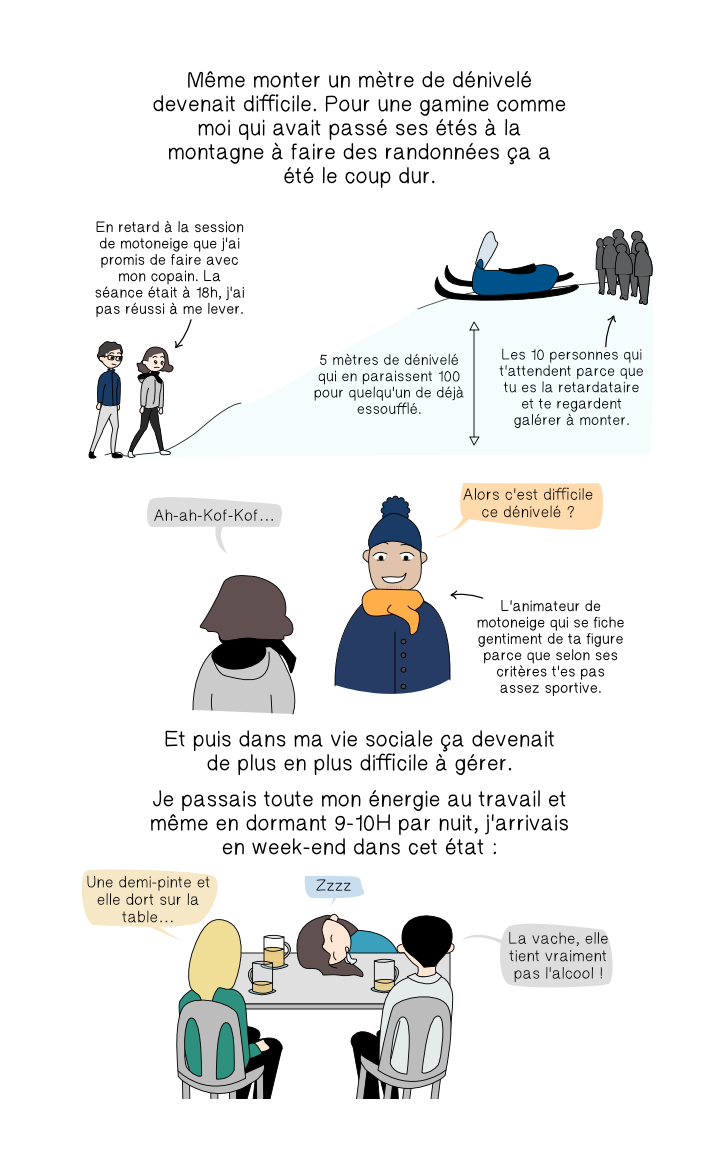 Même monter un mètre de dénivelé
devenait difficile. Pour une gamine comme
moi qui avait passé ses étés à la
montagne à faire des randonnées ça a
été le coup dur.
En retard à la session
de motoneige que j'ai
promis de faire avec
mon copain. La
séance était à 18h, j'ai
pas réussi à me lever.
5 mètres de dénivelé
qui en paraissent 100
pour quelqu'un de déjà
essoufflé.
Les 10 personnes qui
t'attendent parce que
tu es la retardataire
et te regardent
galérer à monter.
Ah-ah-Kof-Kof...
Alors c'est difficile
ce dénivelé ?
L'animateur de
motoneige qui se fiche
gentiment de ta figure
parce que selon ses
critères t'es pas
assez sportive.
Et puis dans ma vie sociale ça devenait
de plus en plus difficile à gérer.
Je passais toute mon énergie au travail et
même en dormant 9-10H par nuit, j'arrivais
en week-end dans cet état :
Une demi-pinte et
elle dort sur la
table...
Zzzz
La vache, elle
tient vraiment
pas l'alcool !